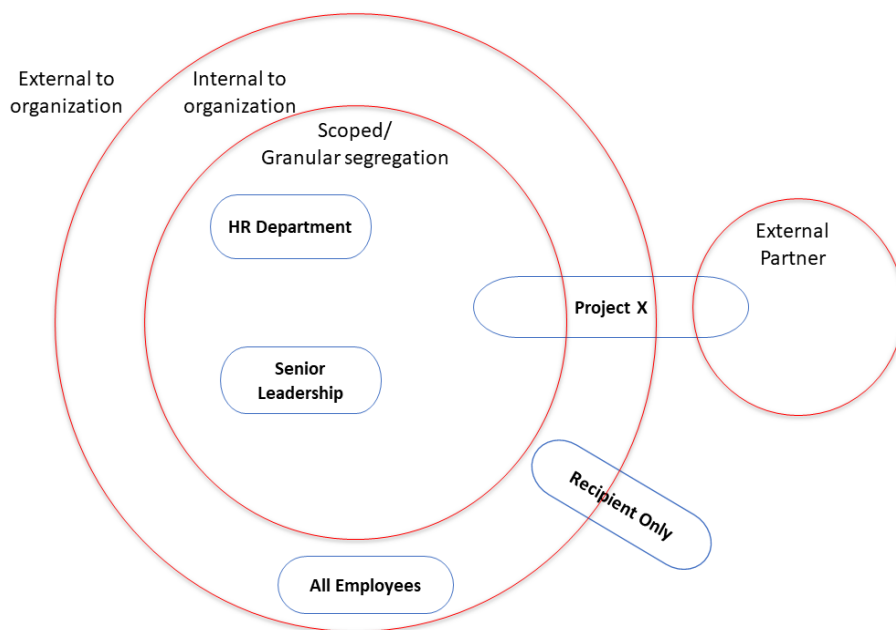 External to
organization
Internal to
organization
Scoped/
Granular segregation
HR Department
External
Partner
Project X
Senior
Leadership
Recipient Only
All Employees